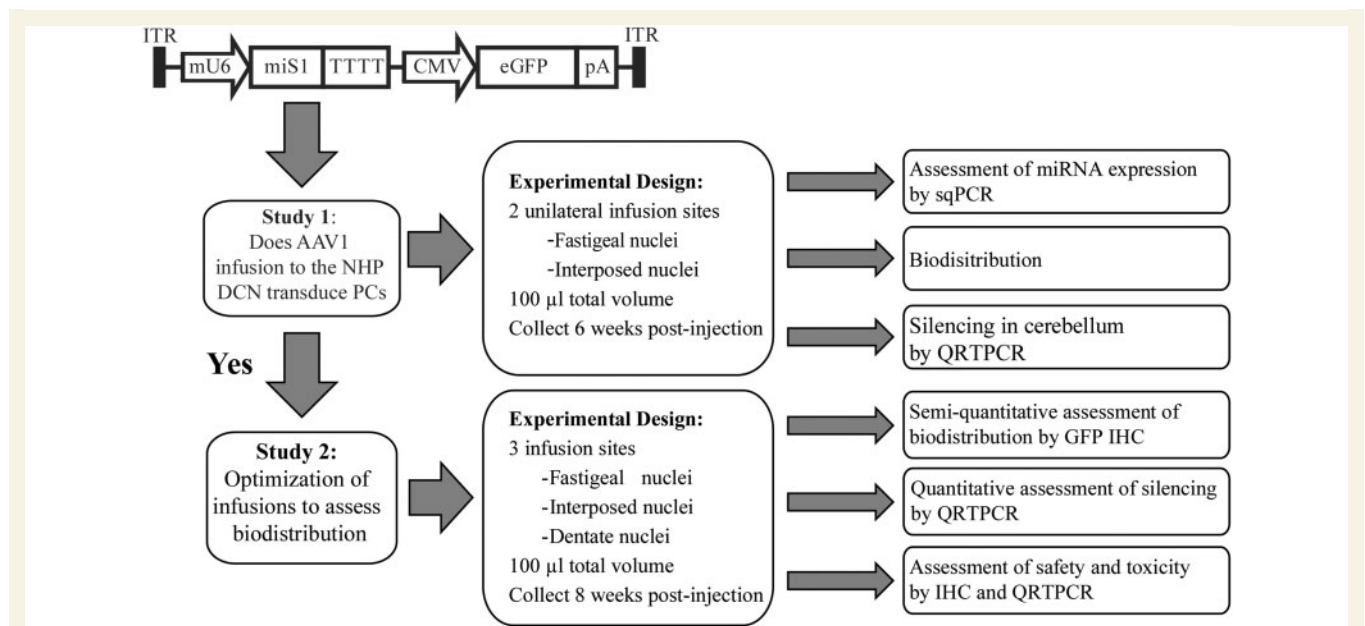 ITR
ITR
mU6 miS1 TTTT CMV eGFP pA
Study 1:
Does AAV1
infusion to the NHP
DCN transduce PCs
Experimental Design:
2 unilateral infusion sites
-Fastigeal nuclei
-Interposed nuclei
100 µl total volume
Collect 6 weeks post-injection
Assessment of miRNA expression
by sqPCR
Biodisitribution
Silencing in cerebellum
by QRTPCR
Yes
Study 2:
Optimization of
infusions to assess
biodistribution
Experimental Design:
3 infusion sites
-Fastigeal nuclei
-Interposed nuclei
-Dentate nuclei
100 µl total volume
Collect 8 weeks post-injection
Semi-quantitative assessment of
biodistribution by GFP IHC
Quantitative assessment of silencing
by QRTPCR
Assessment of safety and toxicity
by IHC and QRTPCR